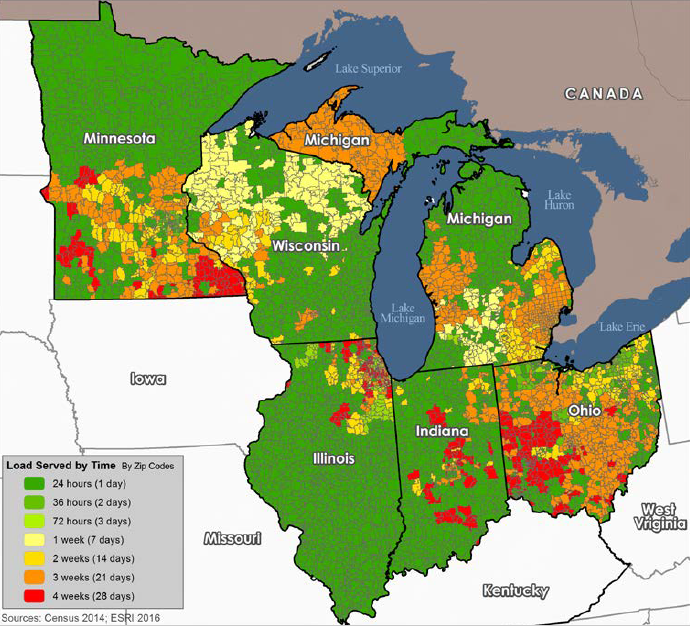 Lake Superior
CANADA
Minnesota
Michigan
Lake
Huron
Michigan
Wisconsin
Lake
Michigan
Lake Erie
Iowa
Ohio
Indiana
Illinois
Load Served by Time By Zip Codes
24 hours (1 day)
36 hours (2 days)
72 hours (3 days)
1 week (7 days)
2 weeks (14 days)
3 weeks (21 days)
4 weeks (28 days)
West
Vriginia
Missouri
Kentucky
Sources: Census 2014; ESRI 2016